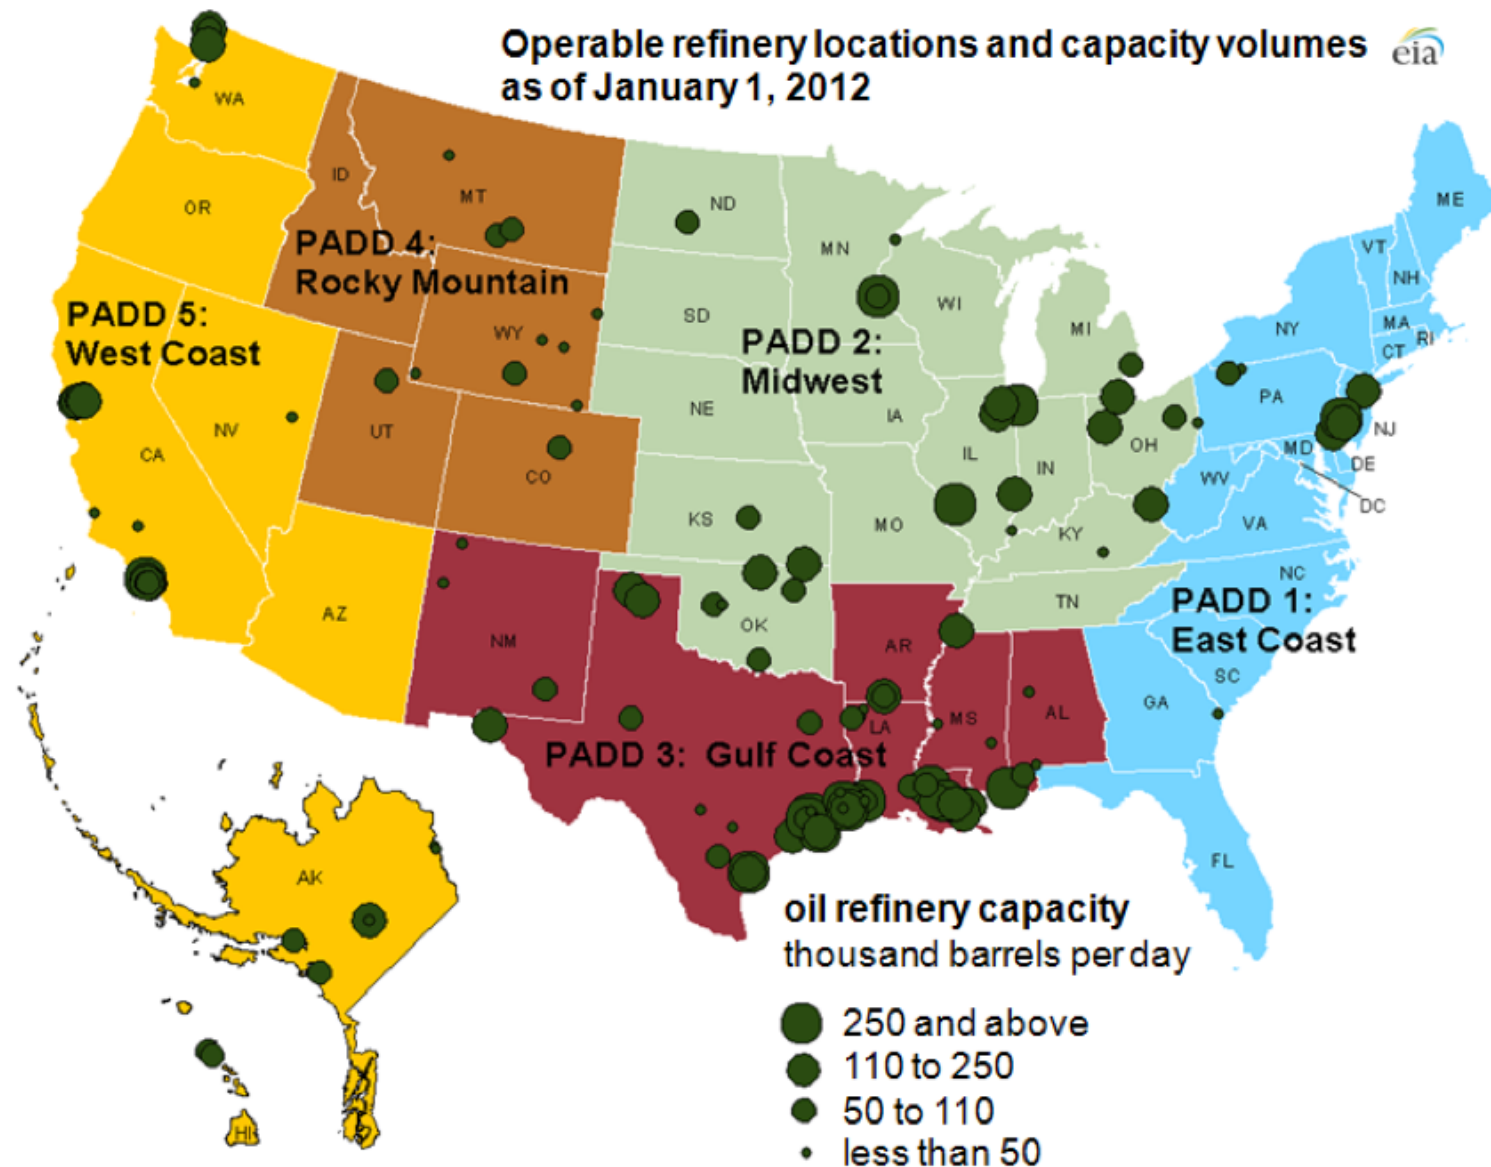 Operable refinery locations and capacity volumes
as of January 1, 2012
eia
WA
OR
ID
MT
ND
MN
ME
VT
NH
PADD 4:
Rocky Mountain
PADD 5:
West Coast
WY
SD
WI
MI
NY
MA
RI
CT
PADD 2:
Midwest
NE
IA
PA
NJ
NV
UT
CA
CO
IL
IN
OH
MD
DE
WV
DC
KS
MO
KY
VA
NC
AZ
NM
OK
TN
AR
PADD 1:
East Coast
SC
LA
MS
AL
GA
PADD 3: Gulf Coast
FL
AK
HI
oil refinery capacity
thousand barrels per day
250 and above
110 to 250
50 to 110
less than 50